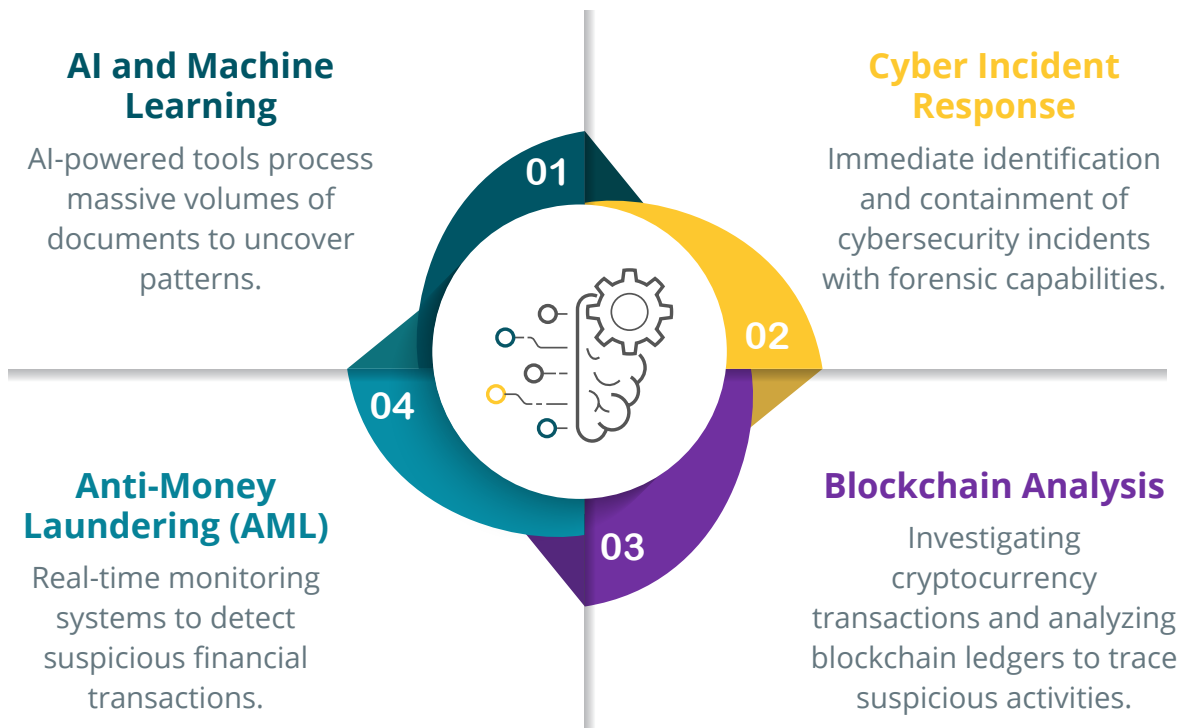 AI and Machine
Learning
AI-powered tools process
massive volumes of
documents to uncover
patterns.
01
Cyber Incident
Response
Immediate identification
and containment of
cybersecurity incidents
with forensic capabilities.
02
Blockchain Analysis
Investigating
cryptocurrency
transactions and analyzing
blockchain ledgers to trace
suspicious activities.
03
Anti-Money
Laundering (AML)
Real-time monitoring
systems to detect
suspicious financial
transactions.
04